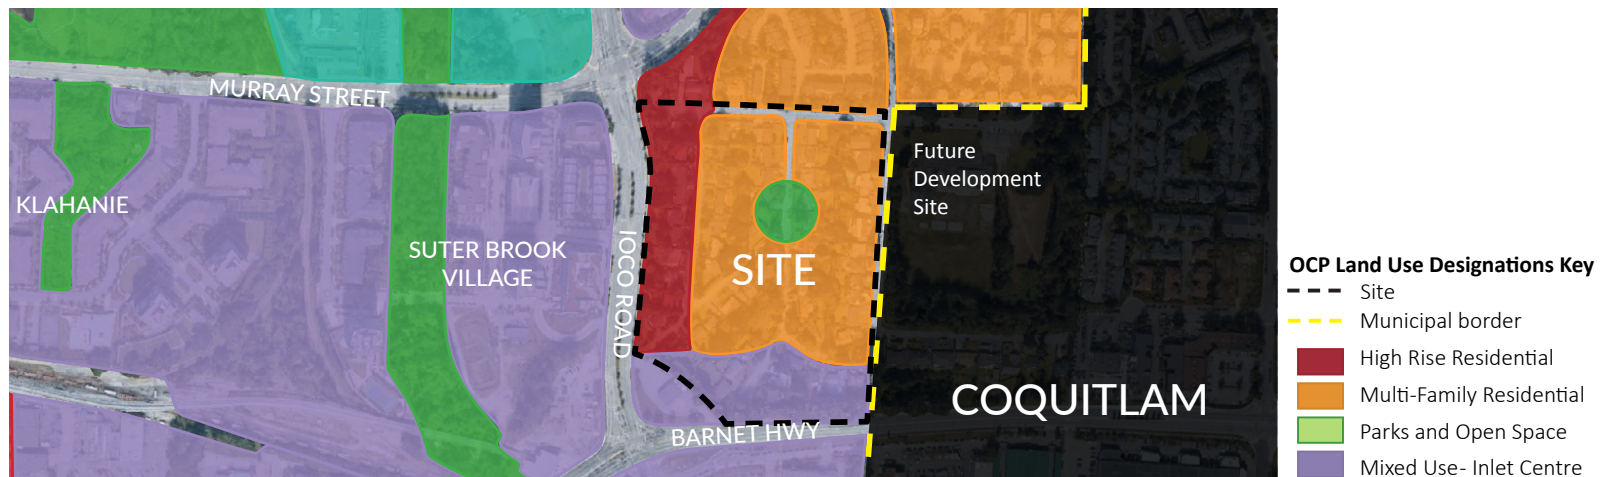 MURRAY STREET
KLAHANIE
SUTER BROOK
VILLAGE
IOCO ROAD
SITE
BARNET HWY
Future
Development
Site
COQUITLAM
OCP Land Use Designations Key
Site
Municipal border
High Rise Residential
Multi-Family Residential
Parks and Open Space
Mixed Use- Inlet Centre